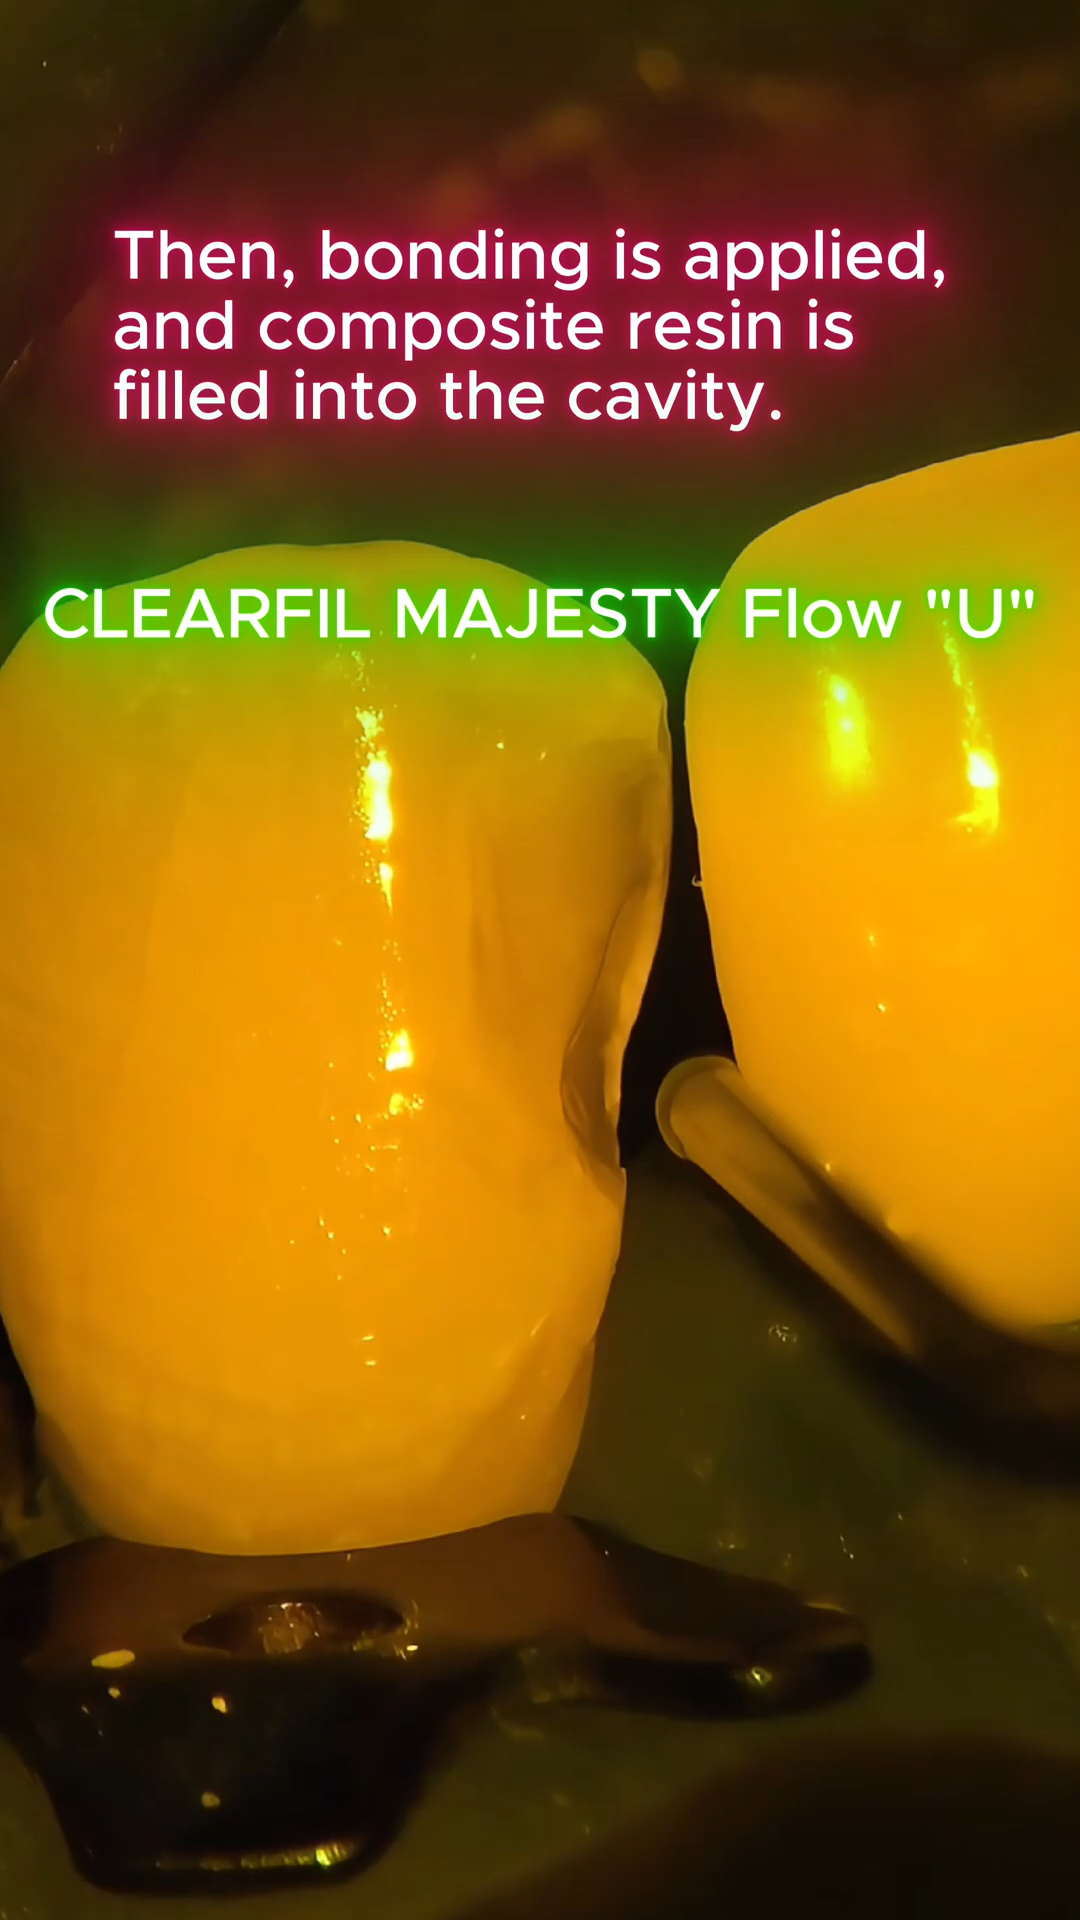 Then, bonding is applied,
and composite resin is
filled into the cavity.
CLEARFIL MAJESTY Flow "U"